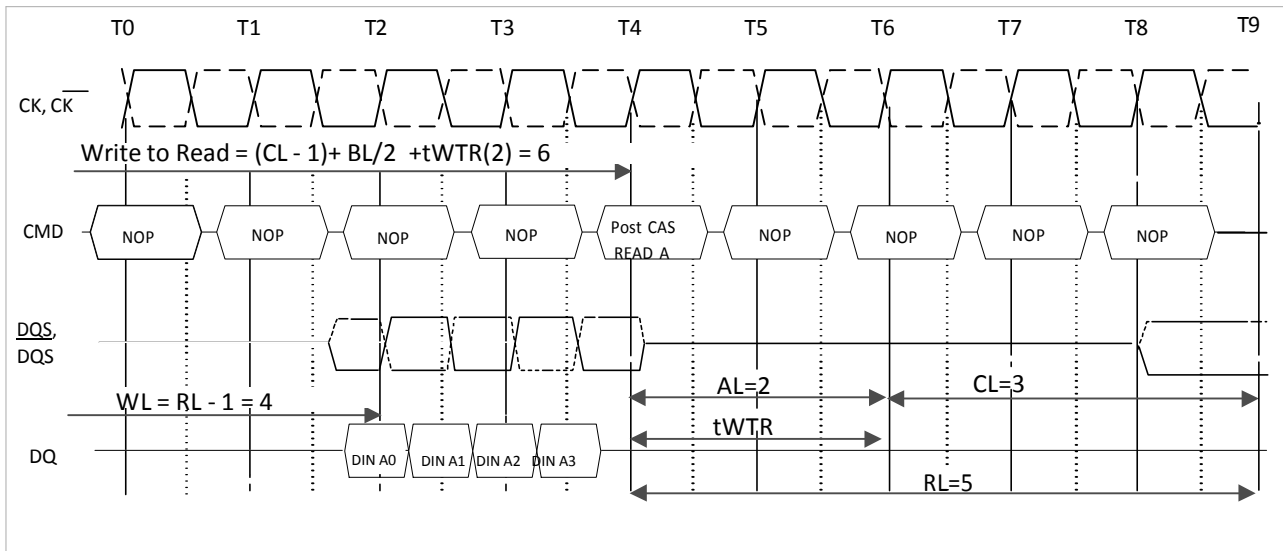 T0 T1 T2 T3 T4 T5 T6 T7 T8 T9
CK, CK
Write to Read = (CL - 1)+ BL/2 +tWTR(2) = 6
CMD NOP NOP NOP NOP Post CAS READ A NOP NOP NOP NOP
DQS,
DQS
AL=2 CL=3
WL = RL - 1 = 4
tWTR
DQ DIN A0 DIN A1 DIN A2 DIN A3
RL=5